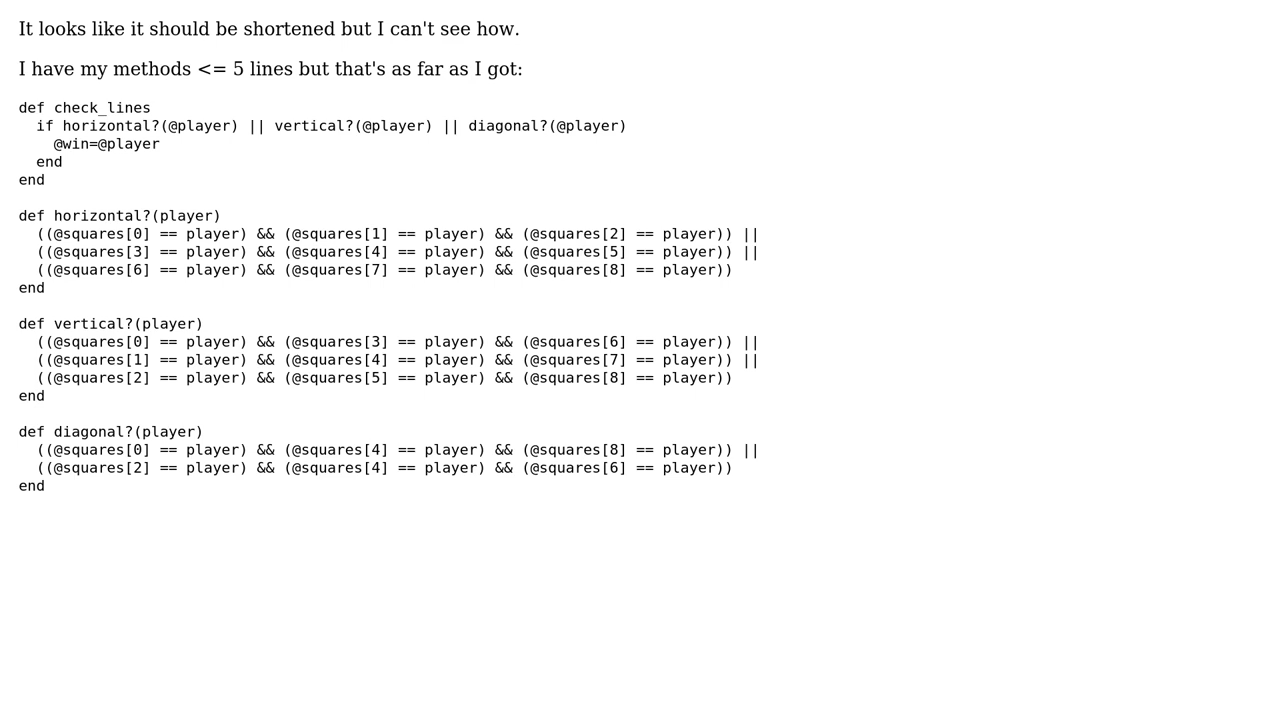 It looks like it should be shortened but I can't see how.
I have my methods <= 5 lines but that's as far as I got:
def check_lines
  if horizontal?(@player) || vertical?(@player) || diagonal?(@player)
    @win=@player
  end
end
def horizontal?(player)
  ((@squares[0] == player) && (@squares[1] == player) && (@squares[2] == player)) ||
  ((@squares[3] == player) && (@squares[4] == player) && (@squares[5] == player)) ||
  ((@squares[6] == player) && (@squares[7] == player) && (@squares[8] == player))
end
def vertical?(player)
  ((@squares[0] == player) && (@squares[3] == player) && (@squares[6] == player)) ||
  ((@squares[1] == player) && (@squares[4] == player) && (@squares[7] == player)) ||
  ((@squares[2] == player) && (@squares[5] == player) && (@squares[8] == player))
end
def diagonal?(player)
  ((@squares[0] == player) && (@squares[4] == player) && (@squares[8] == player)) ||
  ((@squares[2] == player) && (@squares[4] == player) && (@squares[6] == player))
end